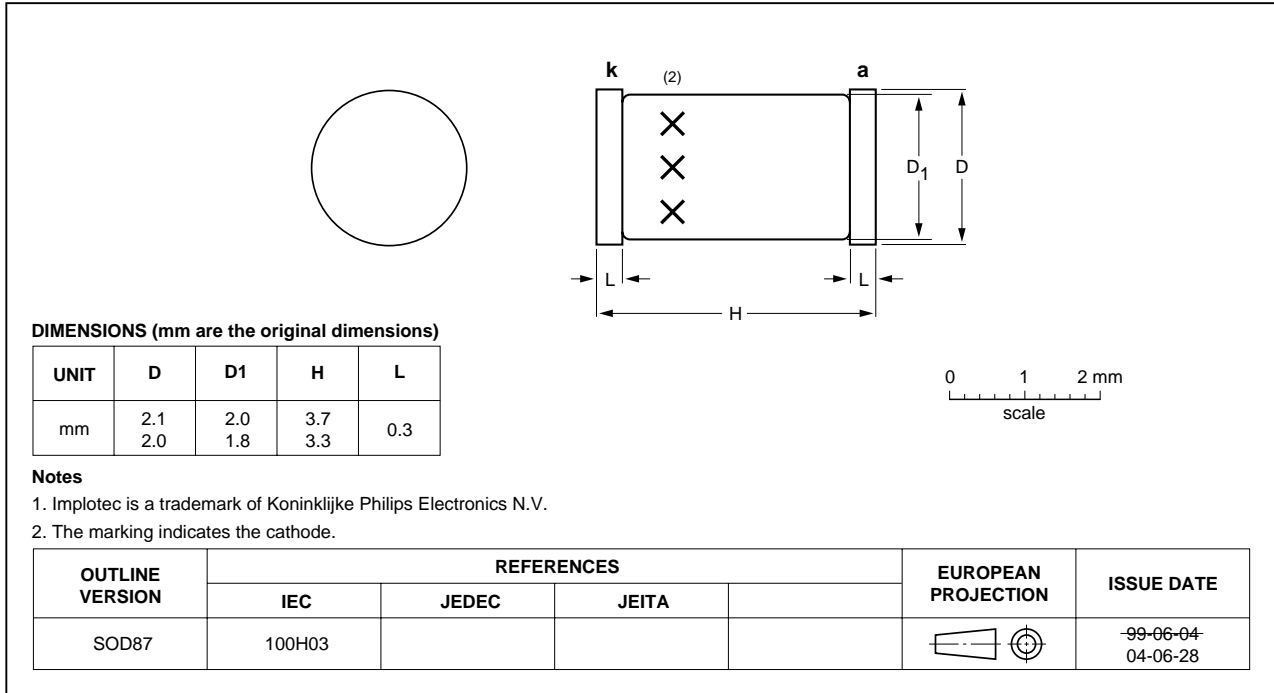 k (2) a
D1 D
L L
H
DIMENSIONS (mm are the original dimensions)
UNIT D D1 H L
mm 2.1 2.0 3.7 0.3
2.0 1.8 3.3
0 1 2 mm
scale
Notes
1. Implotec is a trademark of Koninklijke Philips Electronics N.V.
2. The marking indicates the cathode.
OUTLINE VERSION REFERENCES EUROPEAN PROJECTION ISSUE DATE
IEC JEDEC JEITA
SOD87 100H03 99-06-04
04-06-28